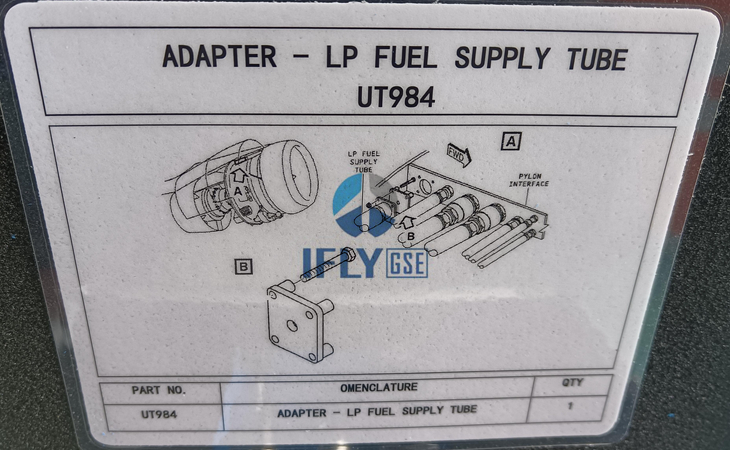 ADAPTER - LP FUEL SUPPLY TUBE
UT984
LP FUEL
SUPPLY
TUBE
FWD
A
PYLON
INTERFACE
A
B
IFLY GSE
B
PART NO. OMENCLATURE QTY
UT984 ADAPTER - LP FUEL SUPPLY TUBE 1